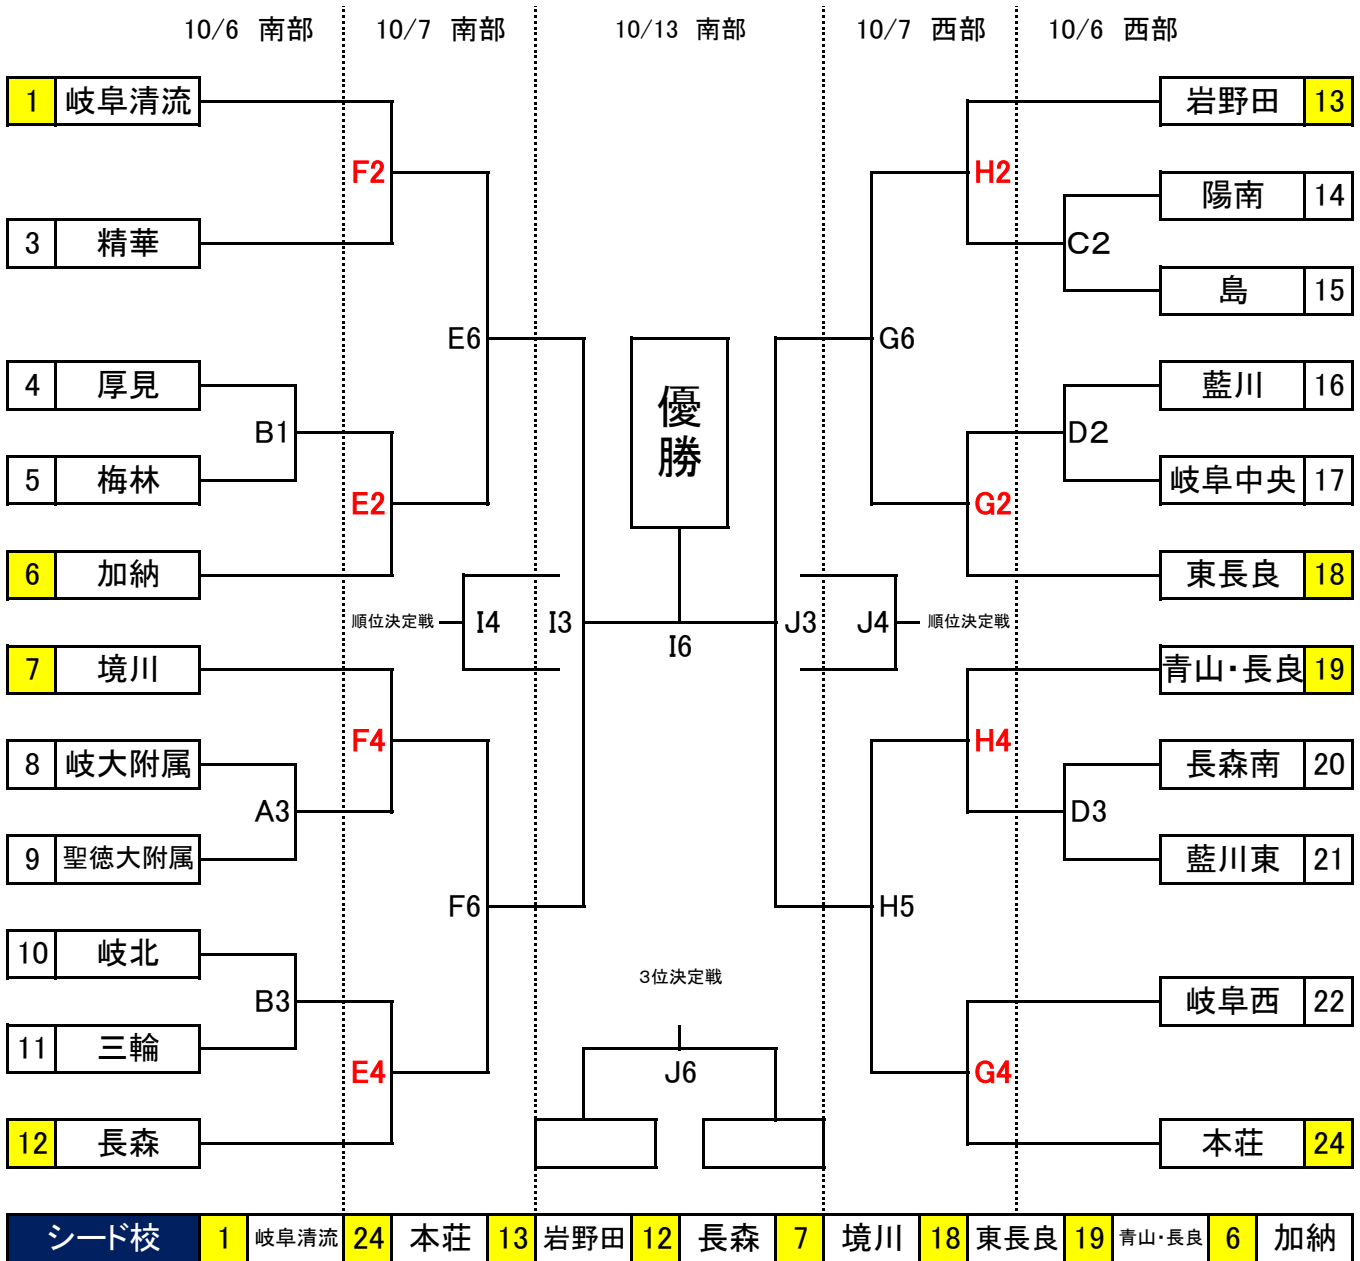 10/6 南部
10/7 南部
10/13 南部
10/7 西部
10/6 西部
1 岐阜清流
岩野田 13
F2
H2
陽南 14
3 精華
C2
島 15
E6
G6
4 厚見
優勝
藍川 16
B1
D2
5 梅林
岐阜中央 17
E2
G2
6 加納
東長良 18
順位決定戦 I4 I3
I6
J3 J4 順位決定戦
7 境川
青山・長良 19
F4
H4
8 岐大附属
長森南 20
A3
D3
9 聖徳大附属
藍川東 21
F6
H5
10 岐北
3位決定戦
B3
岐阜西 22
11 三輪
E4
J6
G4
12 長森
本荘 24
シード校 1 岐阜清流 24 本荘 13 岩野田 12 長森 7 境川 18 東長良 19 青山・長良 6 加納